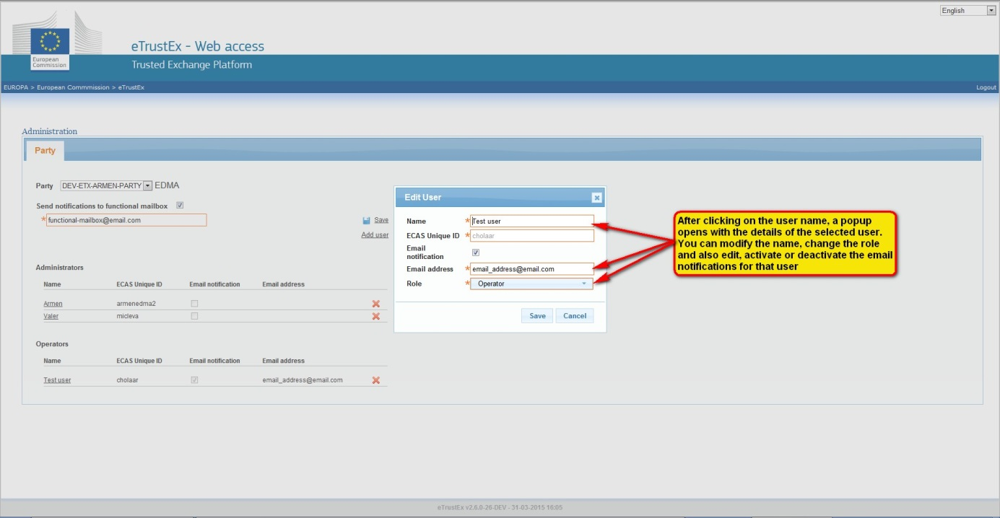 English
European
Commission
eTrustEx - Web access
Trusted Exchange Platform
EUROPA > European Commmission > eTrustEx
Logout
Administration
Party
Party DEV-ETX-ARMEN-PARTY EDMA
Send notifications to functional mailbox
* functional-mailbox@email.com
Save
Add user
Administrators
Name ECAS Unique ID Email notification Email address
Armen armenedma2
Valer micleva
Operators
Name ECAS Unique ID Email notification Email address
Test user cholaar email_address@email.com
Edit User
Name * Test user
ECAS Unique ID * cholaar
Email
notification
Email address * email_address@email.com
Role * Operator
Save Cancel
After clicking on the user name, a popup
opens with the details of the selected user.
You can modify the name, change the role
and also edit, activate or deactivate the email
notifications for that user
eTrustEx v2.6.0-26-DEV - 31-03-2015 16:05